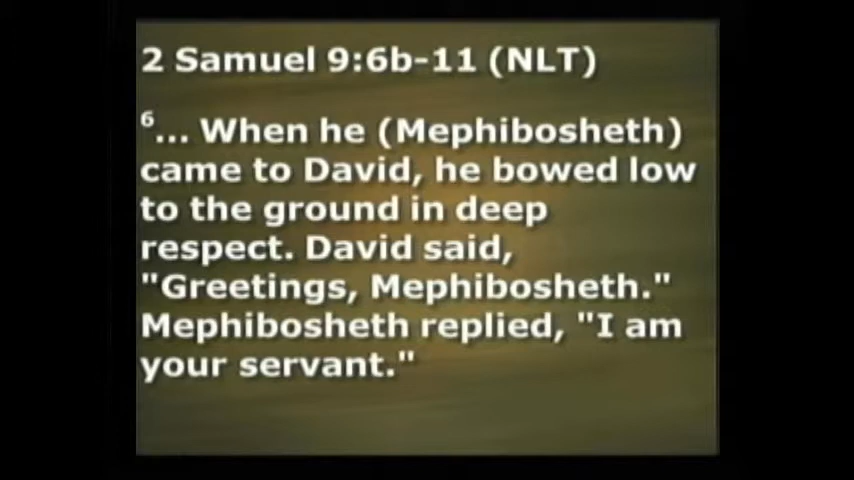 2 Samuel 9:6b-11 (NLT)
6... When he (Mephibosheth)
came to David, he bowed low
to the ground in deep
respect. David said,
"Greetings, Mephibosheth."
Mephibosheth replied, "I am
your servant."